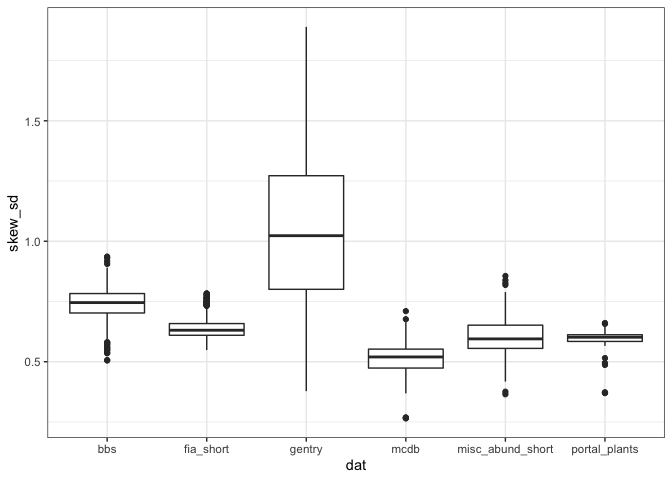 skew_sd
1.5
1.0
0.5
bbs fia_short gentry mcdb misc_abund_short portal_plants
dat